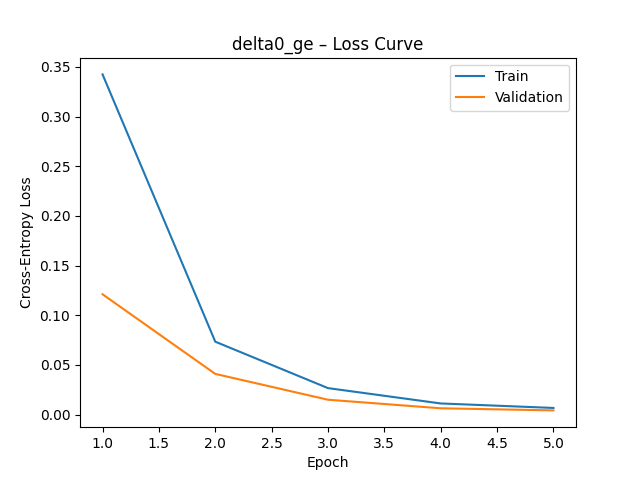 delta0_ge – Loss Curve
Train
Validation
Cross-Entropy Loss
0.35
0.30
0.25
0.20
0.15
0.10
0.05
0.00
1.0 1.5 2.0 2.5 3.0 3.5 4.0 4.5 5.0
Epoch